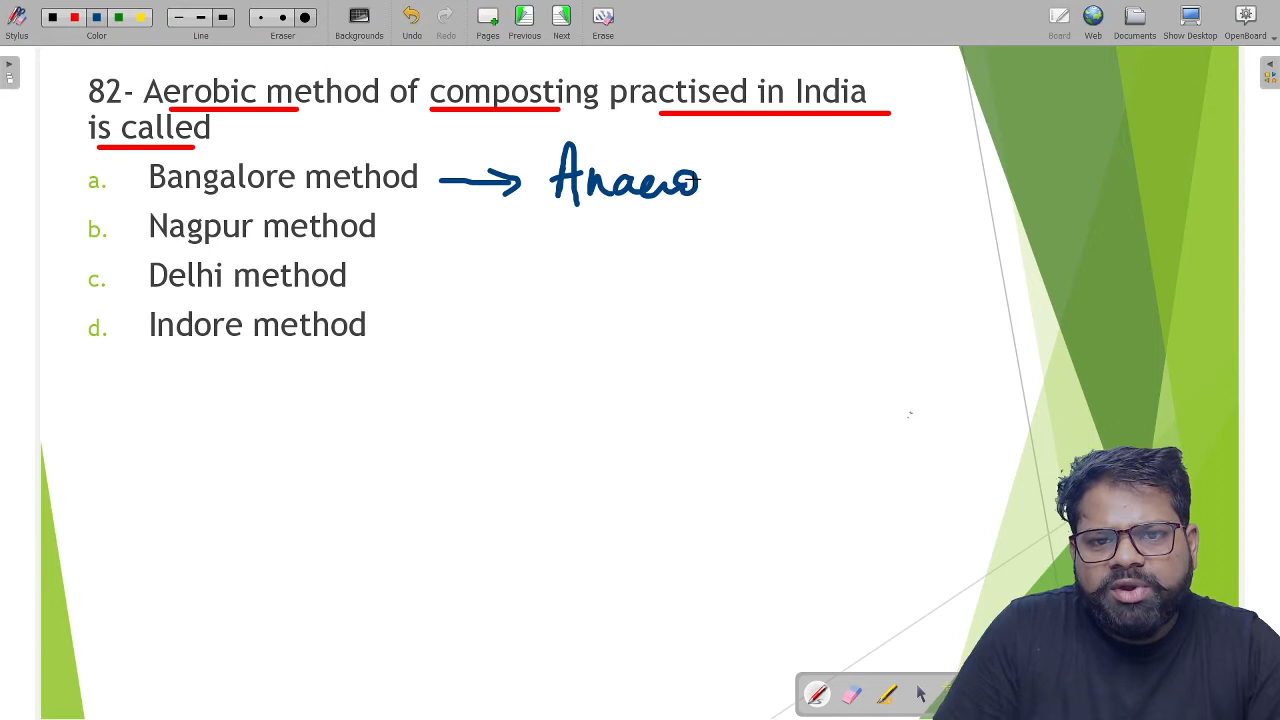 Stylus
Color
Line
Eraser
Backgrounds
Undo
Redo
Pages
Previous
Next
Erase
Board
Web
Documents
Show Desktop
OpenBoard
82- Aerobic method of composting practised in India
is called
a. Bangalore method → Anaero
b. Nagpur method
c. Delhi method
d. Indore method